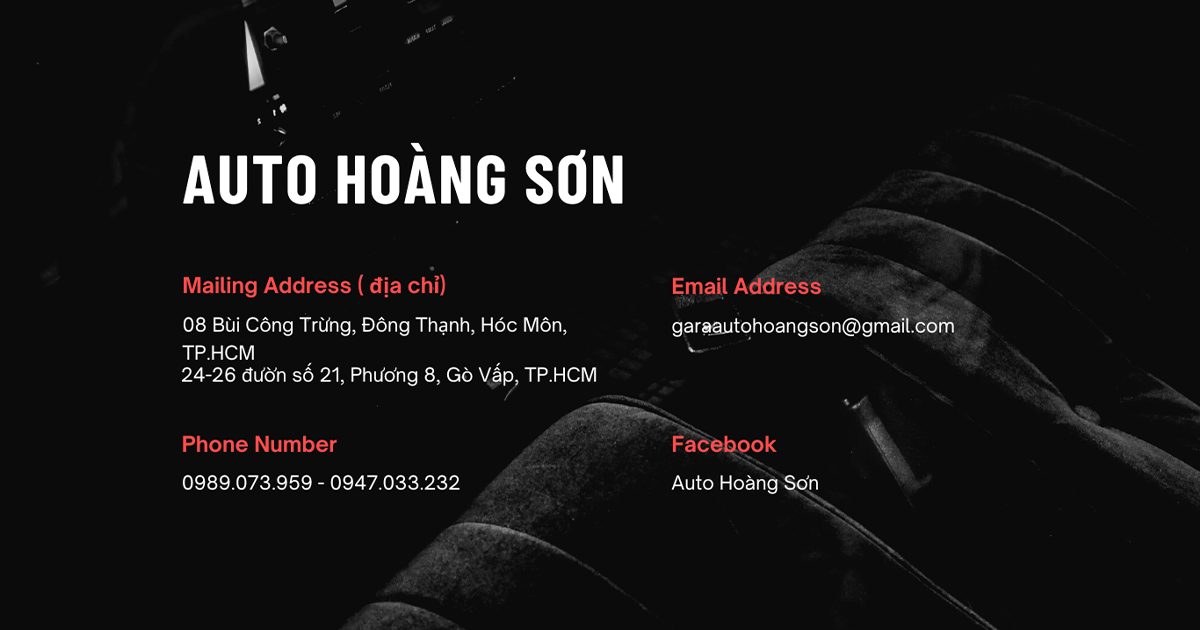 AUTO HOÀNG SƠN
Mailing Address ( địa chỉ)
08 Bùi Công Trừng, Đông Thạnh, Hóc Môn,
TP.HCM
24-26 đườn số 21, Phương 8, Gò Vấp, TP.HCM
Email Address
garaautohoangson@gmail.com
Phone Number
0989.073.959 - 0947.033.232
Facebook
Auto Hoàng Sơn